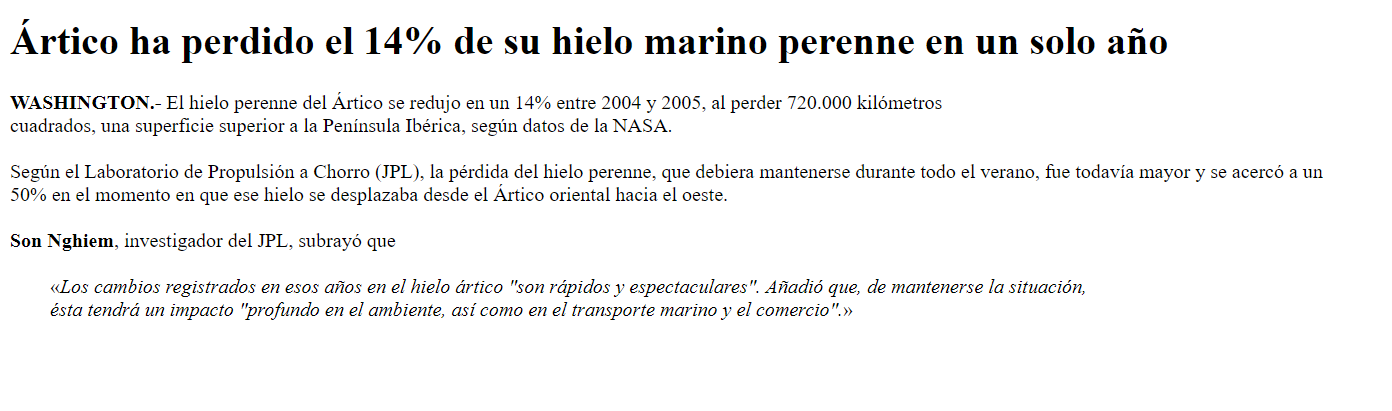 Ártico ha perdido el 14% de su hielo marino perenne en un solo año
WASHINGTON.- El hielo perenne del Ártico se redujo en un 14% entre 2004 y 2005, al perder 720.000 kilómetros
cuadrados, una superficie superior a la Península Ibérica, según datos de la NASA.
Según el Laboratorio de Propulsión a Chorro (JPL), la pérdida del hielo perenne, que debiera mantenerse durante todo el verano, fue todavía mayor y se acercó a un
50% en el momento en que ese hielo se desplazaba desde el Ártico oriental hacia el oeste.
Son Nghiem, investigador del JPL, subrayó que
«Los cambios registrados en esos años en el hielo ártico "son rápidos y espectaculares". Añadió que, de mantenerse la situación,
ésta tendrá un impacto "profundo en el ambiente, así como en el transporte marino y el comercio".»